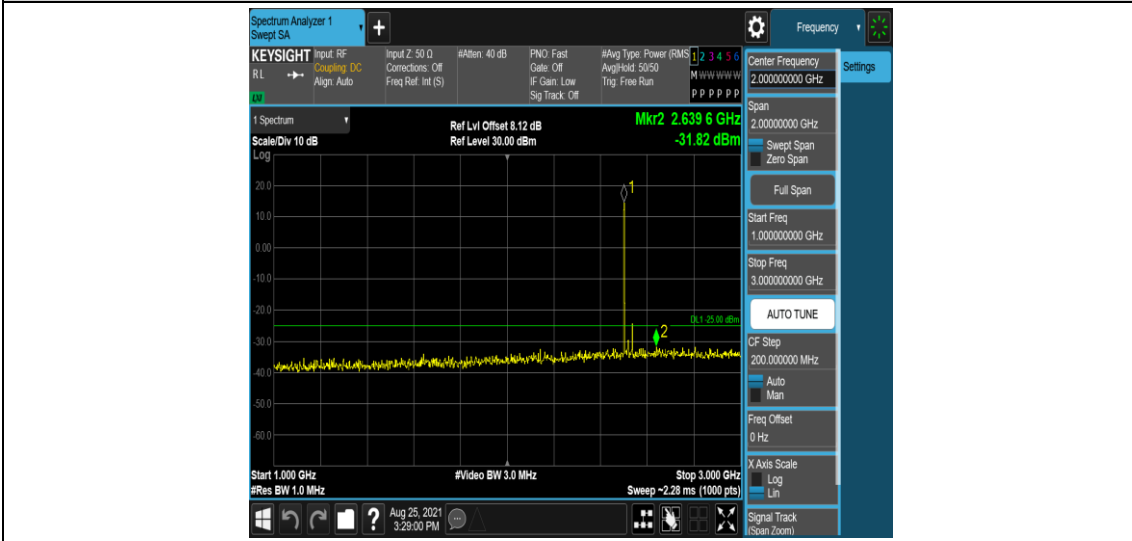 Spectrum Analyzer 1
Swept SA
+
Frequency
KEYSIGHT
RL
LM
Input: RF
Coupling: DC
Align: Auto
Input Z: 50 Ω
Corrections: Off
Freq Ref: Int (S)
#Atten: 40 dB
PNO: Fast
Gate: Off
IF Gain: Low
Sig Track: Off
#Avg Type: Power (RMS
Avg|Hold: 50/50
Trig: Free Run
1 2 3 4 5 6
M W W W W W
P P P P P P
1 Spectrum
Scale/Div 10 dB
Log
Ref Lvl Offset 8.12 dB
Ref Level 30.00 dBm
Mkr2 2.639 6 GHz
-31.82 dBm
20.0
10.0
0.00
-10.0
-20.0
-30.0
-40.0
-50.0
-60.0
1
DL1 -25.00 dBm
2
Start 1.000 GHz
#Res BW 1.0 MHz
#Video BW 3.0 MHz
Stop 3.000 GHz
Sweep ~2.28 ms (1000 pts)
?
Aug 25, 2021
3:29:00 PM
Center Frequency
2.000000000 GHz
Span
2.00000000 GHz
Swept Span
Zero Span
Full Span
Start Freq
1.000000000 GHz
Stop Freq
3.000000000 GHz
AUTO TUNE
CF Step
200.000000 MHz
Auto
Man
Freq Offset
0 Hz
X Axis Scale
Log
Lin
Signal Track
(Span Zoom)
Settings